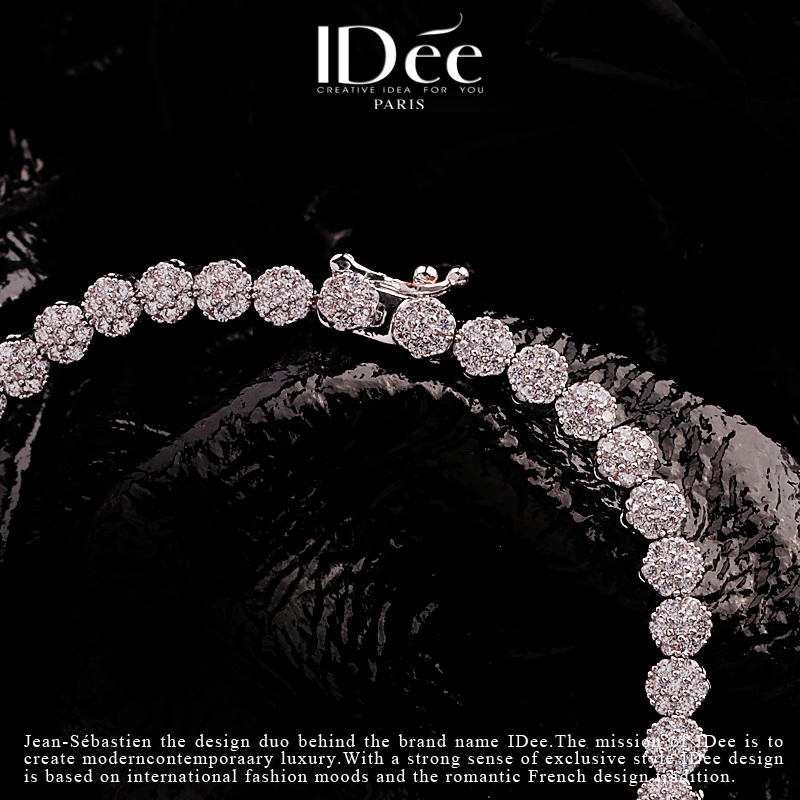 IDée
CREATIVE IDEA FOR YOU
PARIS
Jean-Sébastien the design duo behind the brand name IDee.The mission of IDee is to
create moderncontemporaary luxury.With a strong sense of exclusive style IDee design
is based on international fashion moods and the romantic French design tradition.